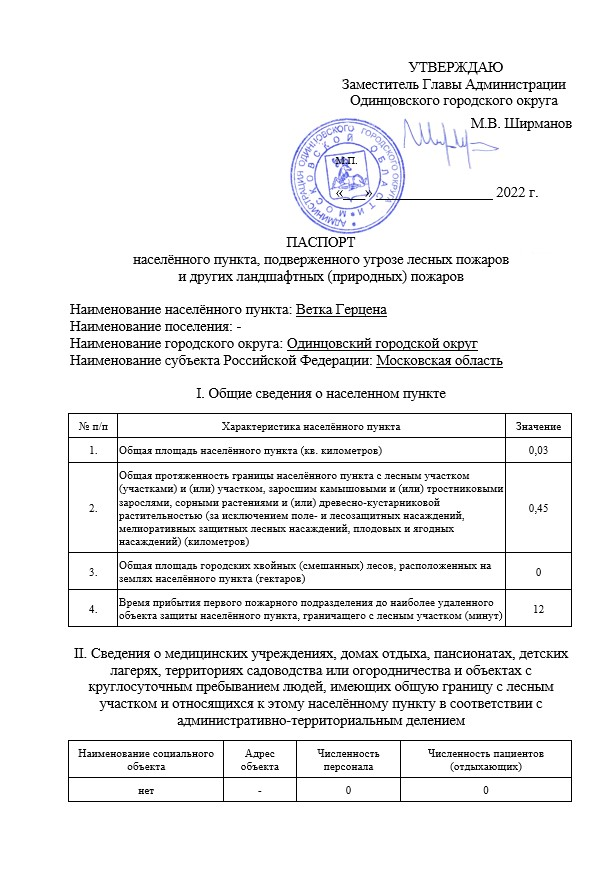 УТВЕРЖДАЮ
Заместитель Главы Администрации
Одинцовского городского округа
М.В. Ширманов
АДМИНИСТРАЦИЯ ОДИНЦОВСКОГО ГОРОДСКОГО ОКРУГА
МОСКОВСКОЙ ОБЛАСТИ
м.п.
«___» ________________ 2022 г.
ПАСПОРТ
населённого пункта, подверженного угрозе лесных пожаров
и других ландшафтных (природных) пожаров
Наименование населённого пункта: Ветка Герцена
Наименование поселения: -
Наименование городского округа: Одинцовский городской округ
Наименование субъекта Российской Федерации: Московская область
I. Общие сведения о населенном пункте
№ п/п Характеристика населённого пункта Значение
1. Общая площадь населённого пункта (кв. километров) 0,03
Общая протяженность границы населённого пункта с лесным участком
(участками) и (или) участком, заросшим камышовыми и (или) тростниковыми
зарослями, сорными растениями и (или) древесно-кустарниковой
2. растительностью (за исключением поле- и лесозащитных насаждений, 0,45
мелиоративных защитных лесных насаждений, плодовых и ягодных
насаждений) (километров)
3. Общая площадь городских хвойных (смешанных) лесов, расположенных на 0
землях населённого пункта (гектаров)
4. Время прибытия первого пожарного подразделения до наиболее удаленного 12
объекта защиты населённого пункта, граничащего с лесным участком (минут)
II. Сведения о медицинских учреждениях, домах отдыха, пансионатах, детских
лагерях, территориях садоводства или огородничества и объектах с
круглосуточным пребыванием людей, имеющих общую границу с лесным
участком и относящихся к этому населённому пункту в соответствии с
административно-территориальным делением
Наименование социального Адрес Численность Численность пациентов
объекта объекта персонала (отдыхающих)
нет - 0 0